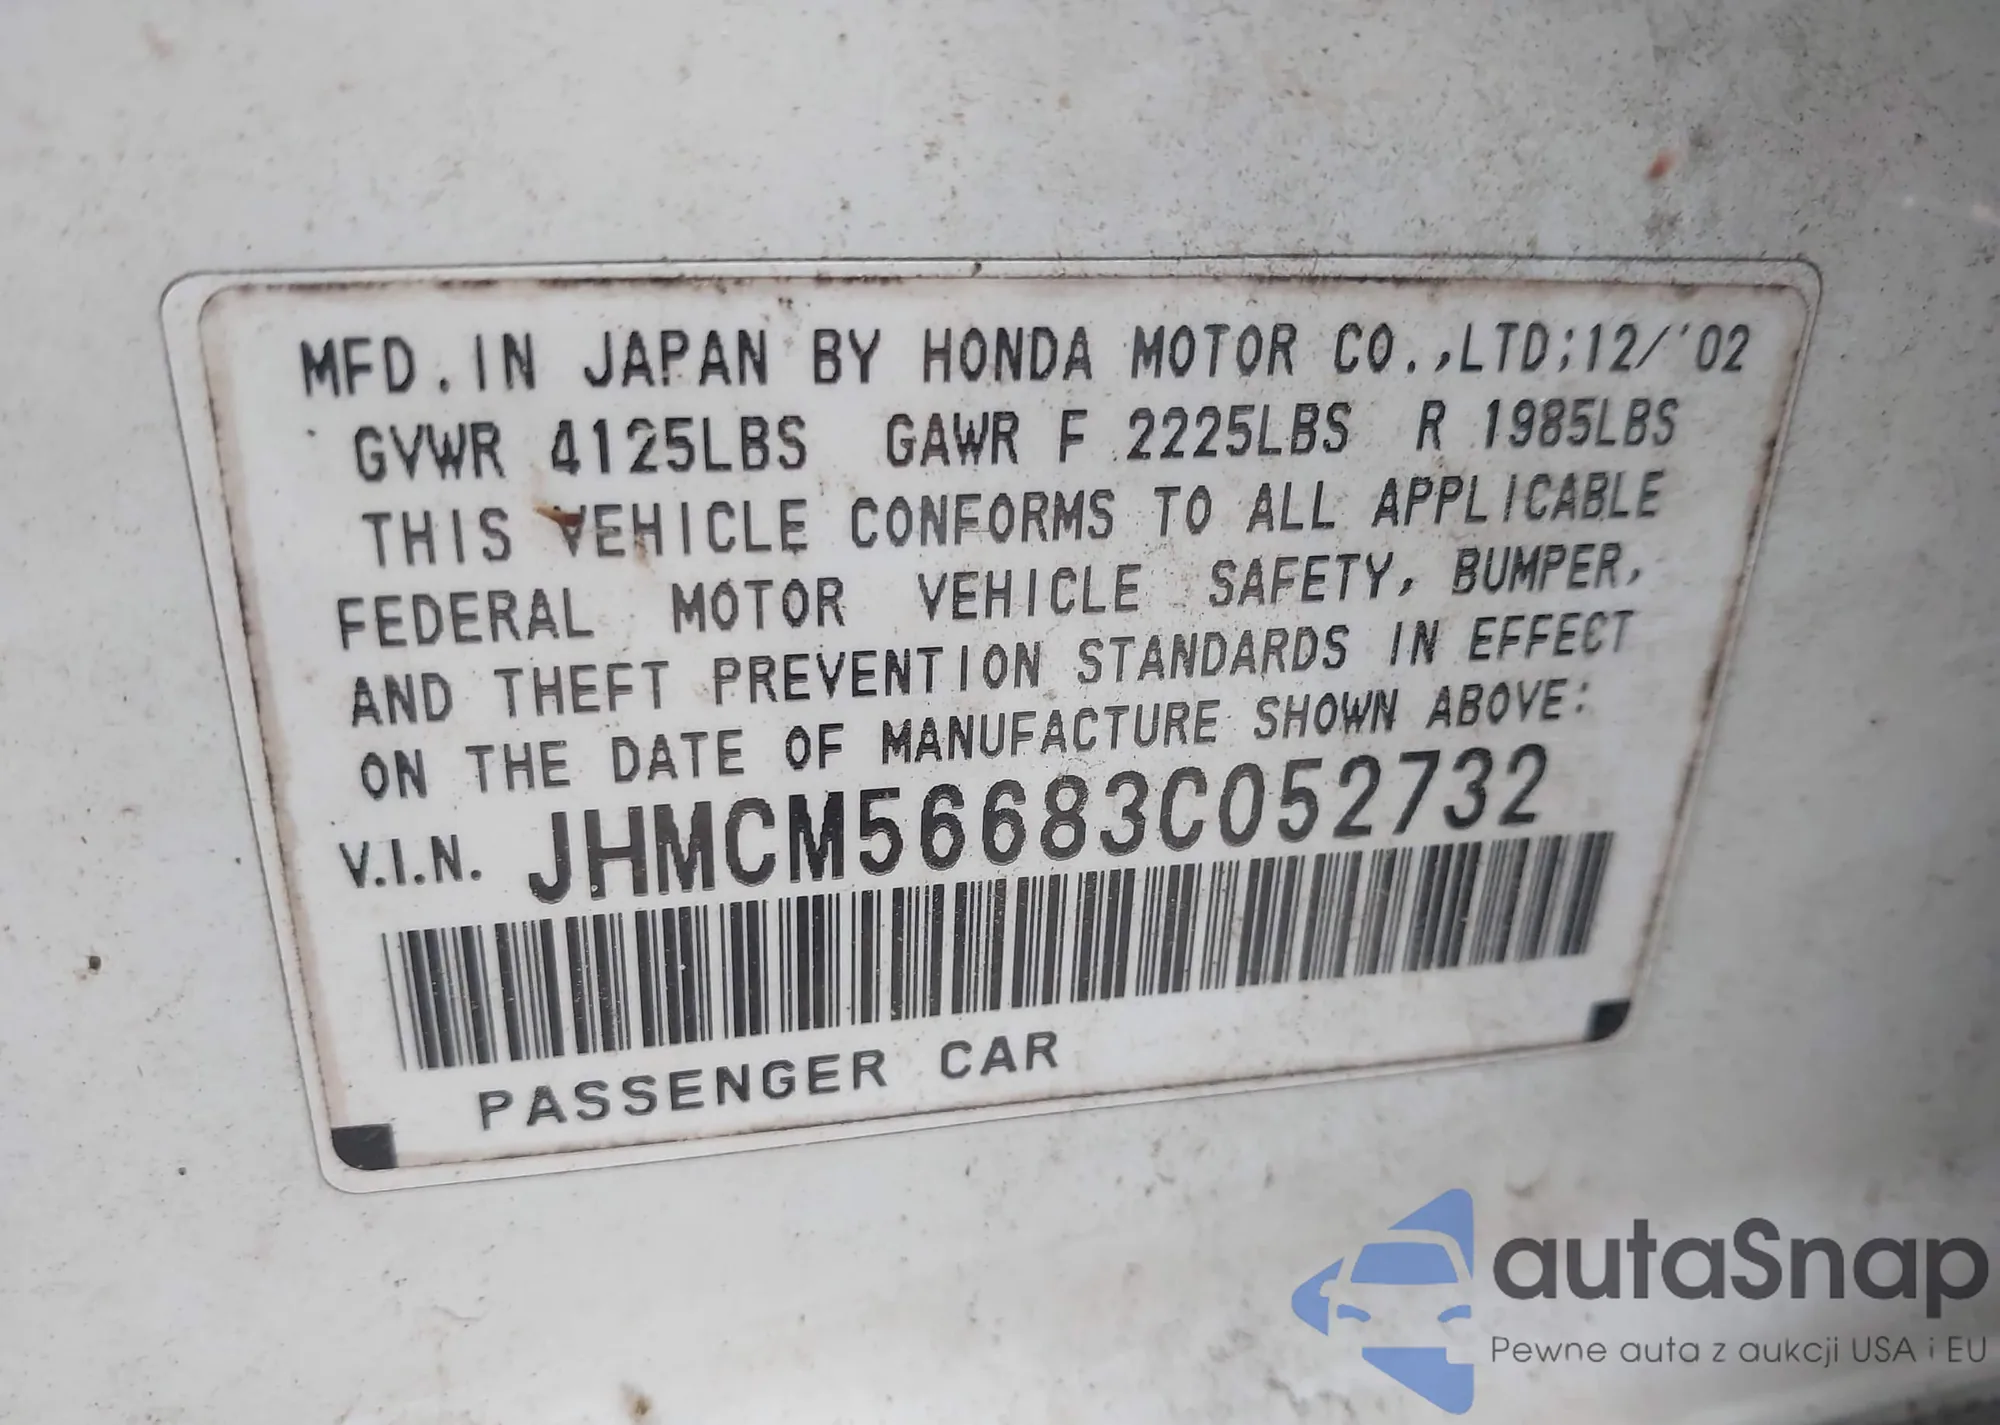 MFD. IN JAPAN BY HONDA MOTOR CO., LTD; 12/'02
GVWR 4125LBS GAWR F 2225LBS R 1985LBS
THIS VEHICLE CONFORMS TO ALL APPLICABLE
FEDERAL MOTOR VEHICLE SAFETY, BUMPER,
AND THEFT PREVENTION STANDARDS IN EFFECT
ON THE DATE OF MANUFACTURE SHOWN ABOVE:
V.I.N. JHMCM56683C052732
PASSENGER CAR
autaSnap
Pewne auta z aukcji USA i EU